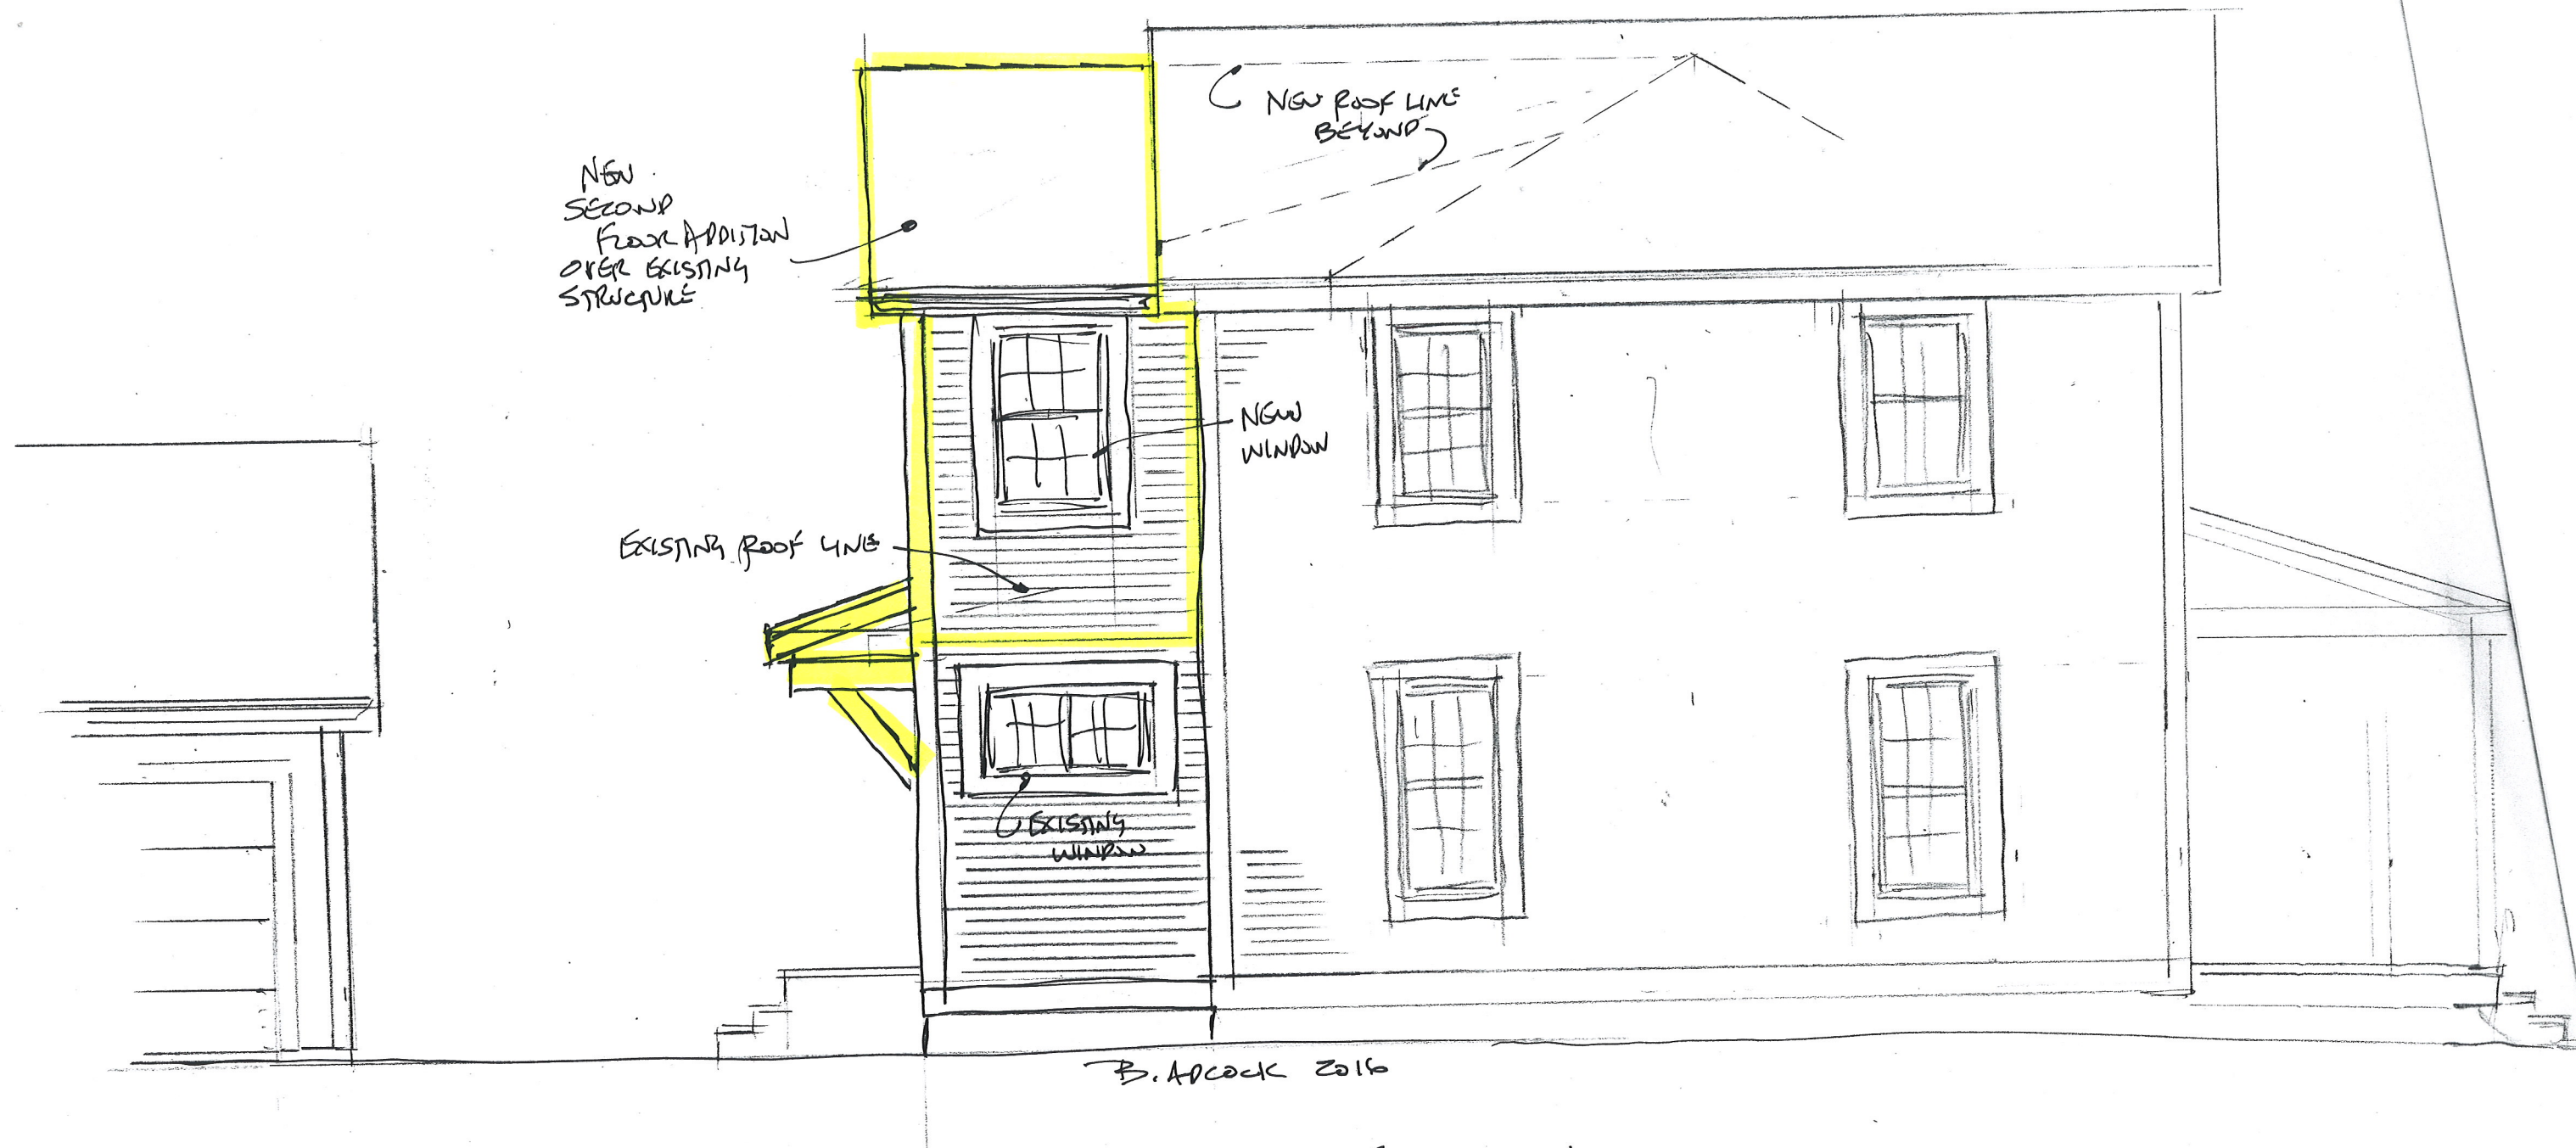 NEW ROOF LINE
BEYOND
NEW
SECOND
FLOOR ADDITION
OVER EXISTING
STRUCTURE
NEW
WINDOW
EXISTING ROOF LINE
EXISTING
WINDOW
B. ADCOCK 2016